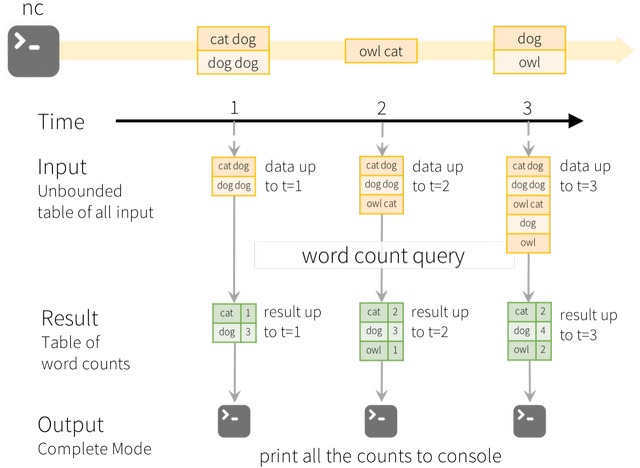 nc
cat dog
dog dog
owl cat
dog
owl
Time
1
2
3
Input
Unbounded
table of all input
cat dog
dog dog
data up
to t=1
cat dog
dog dog
owl cat
data up
to t=2
cat dog
dog dog
owl cat
dog
owl
data up
to t=3
word count query
Result
Table of
word counts
cat 1
dog 3
result up
to t=1
cat 2
dog 3
owl 1
result up
to t=2
cat 2
dog 4
owl 2
result up
to t=3
Output
Complete Mode
print all the counts to console